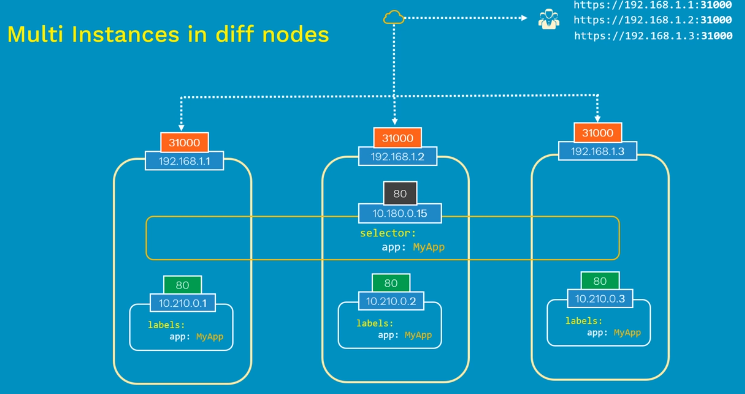 https://192.168.1.1:31000
https://192.168.1.2:31000
https://192.168.1.3:31000
Multi Instances in diff nodes
31000
192.168.1.1
31000
192.168.1.2
31000
192.168.1.3
80
10.180.0.15
selector:
app: MyApp
80
10.210.0.1
labels:
app: MyApp
80
10.210.0.2
labels:
app: MyApp
80
10.210.0.3
labels:
app: MyApp